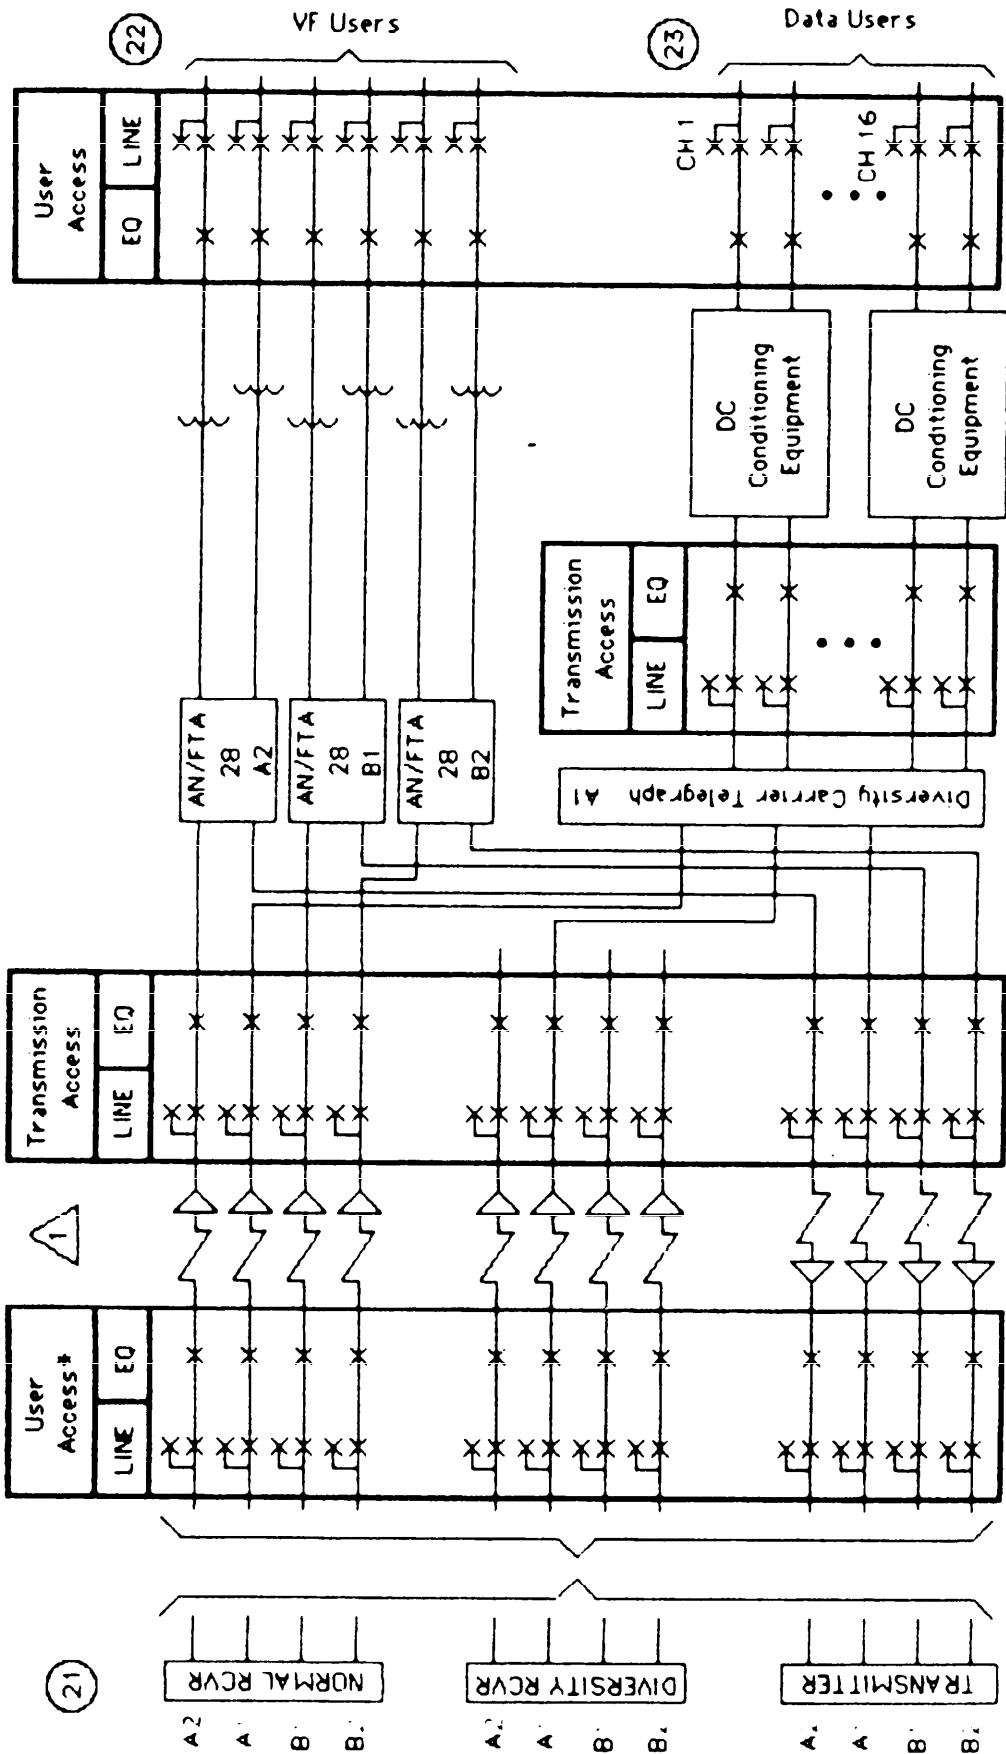 22
VF Users
23
Data Users
User
Access
EQ
LINE
CH 1
CH 16
DC
Conditioning
Equipment
DC
Conditioning
Equipment
Transmission
Access
LINE
EQ
AN/FTA
28
A2
AN/FTA
28
B1
AN/FTA
28
B2
Diversity Carrier Telegraph A1
Transmission
Access
LINE
EQ
1
User
Access*
LINE
EQ
21
NORMAL RCVR
A2
DIVERSITY RCVR
TRANSMITTER